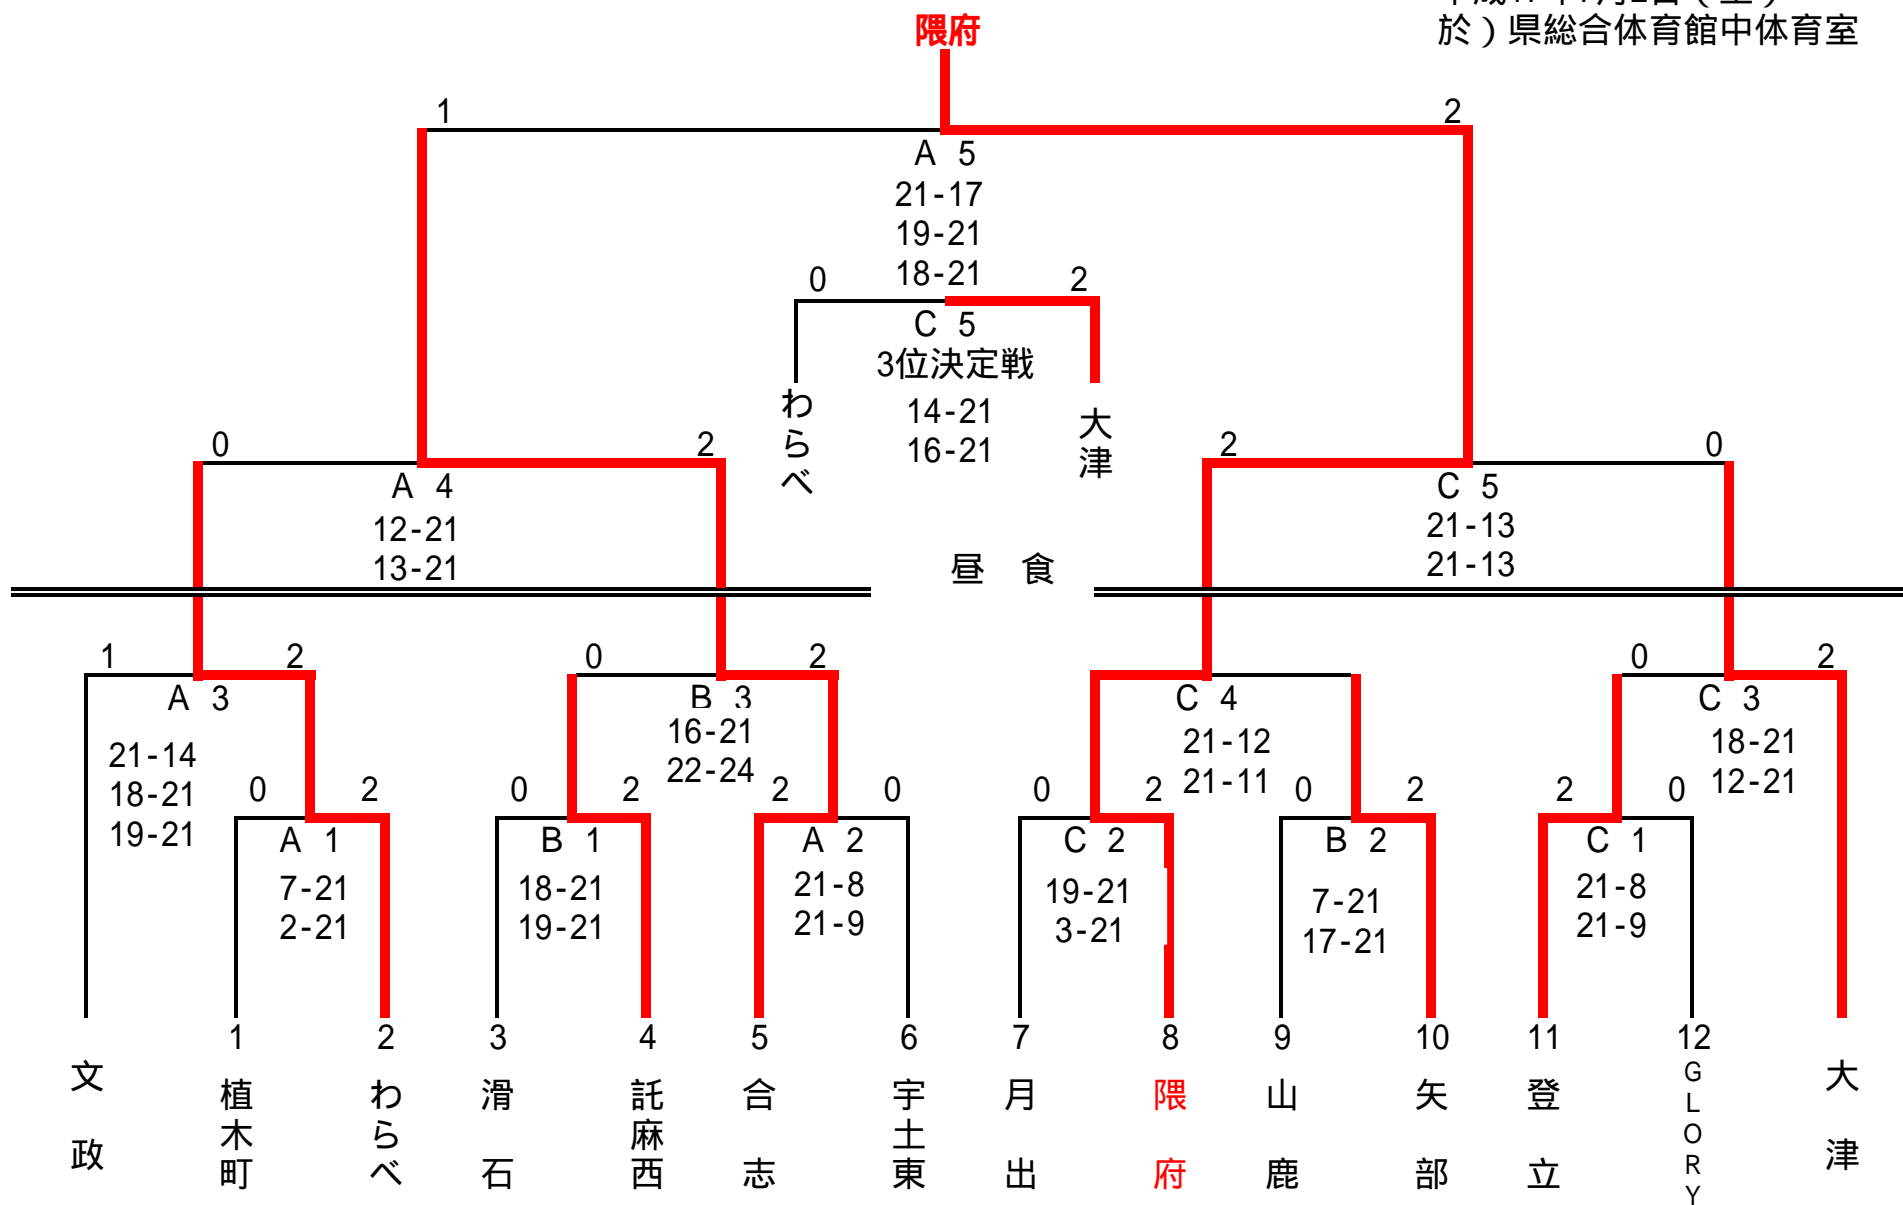 於）県総合体育館中体育室
隈府
1
2
A 5
21-17
19-21
18-21
0
2
C 5
3位決定戦
14-21
16-21
わらべ
大津
0
2
A 4
12-21
13-21
2
0
C 5
21-13
21-13
昼 食
1
2
A 3
21-14
18-21
19-21
0
2
B 3
16-21
22-24
C 4
21-12
21-11
0
2
C 3
18-21
12-21
0
2
A 1
7-21
2-21
0
2
B 1
18-21
19-21
2
0
A 2
21-8
21-9
0
2
C 2
19-21
3-21
0
2
B 2
7-21
17-21
2
0
C 1
21-8
21-9
文政
1
植木町
2
わらべ
3
滑石
4
託麻西
5
合志
6
宇土東
7
月出
8
隈府
9
山鹿
10
矢部
11
登立
12
GLORY
大津